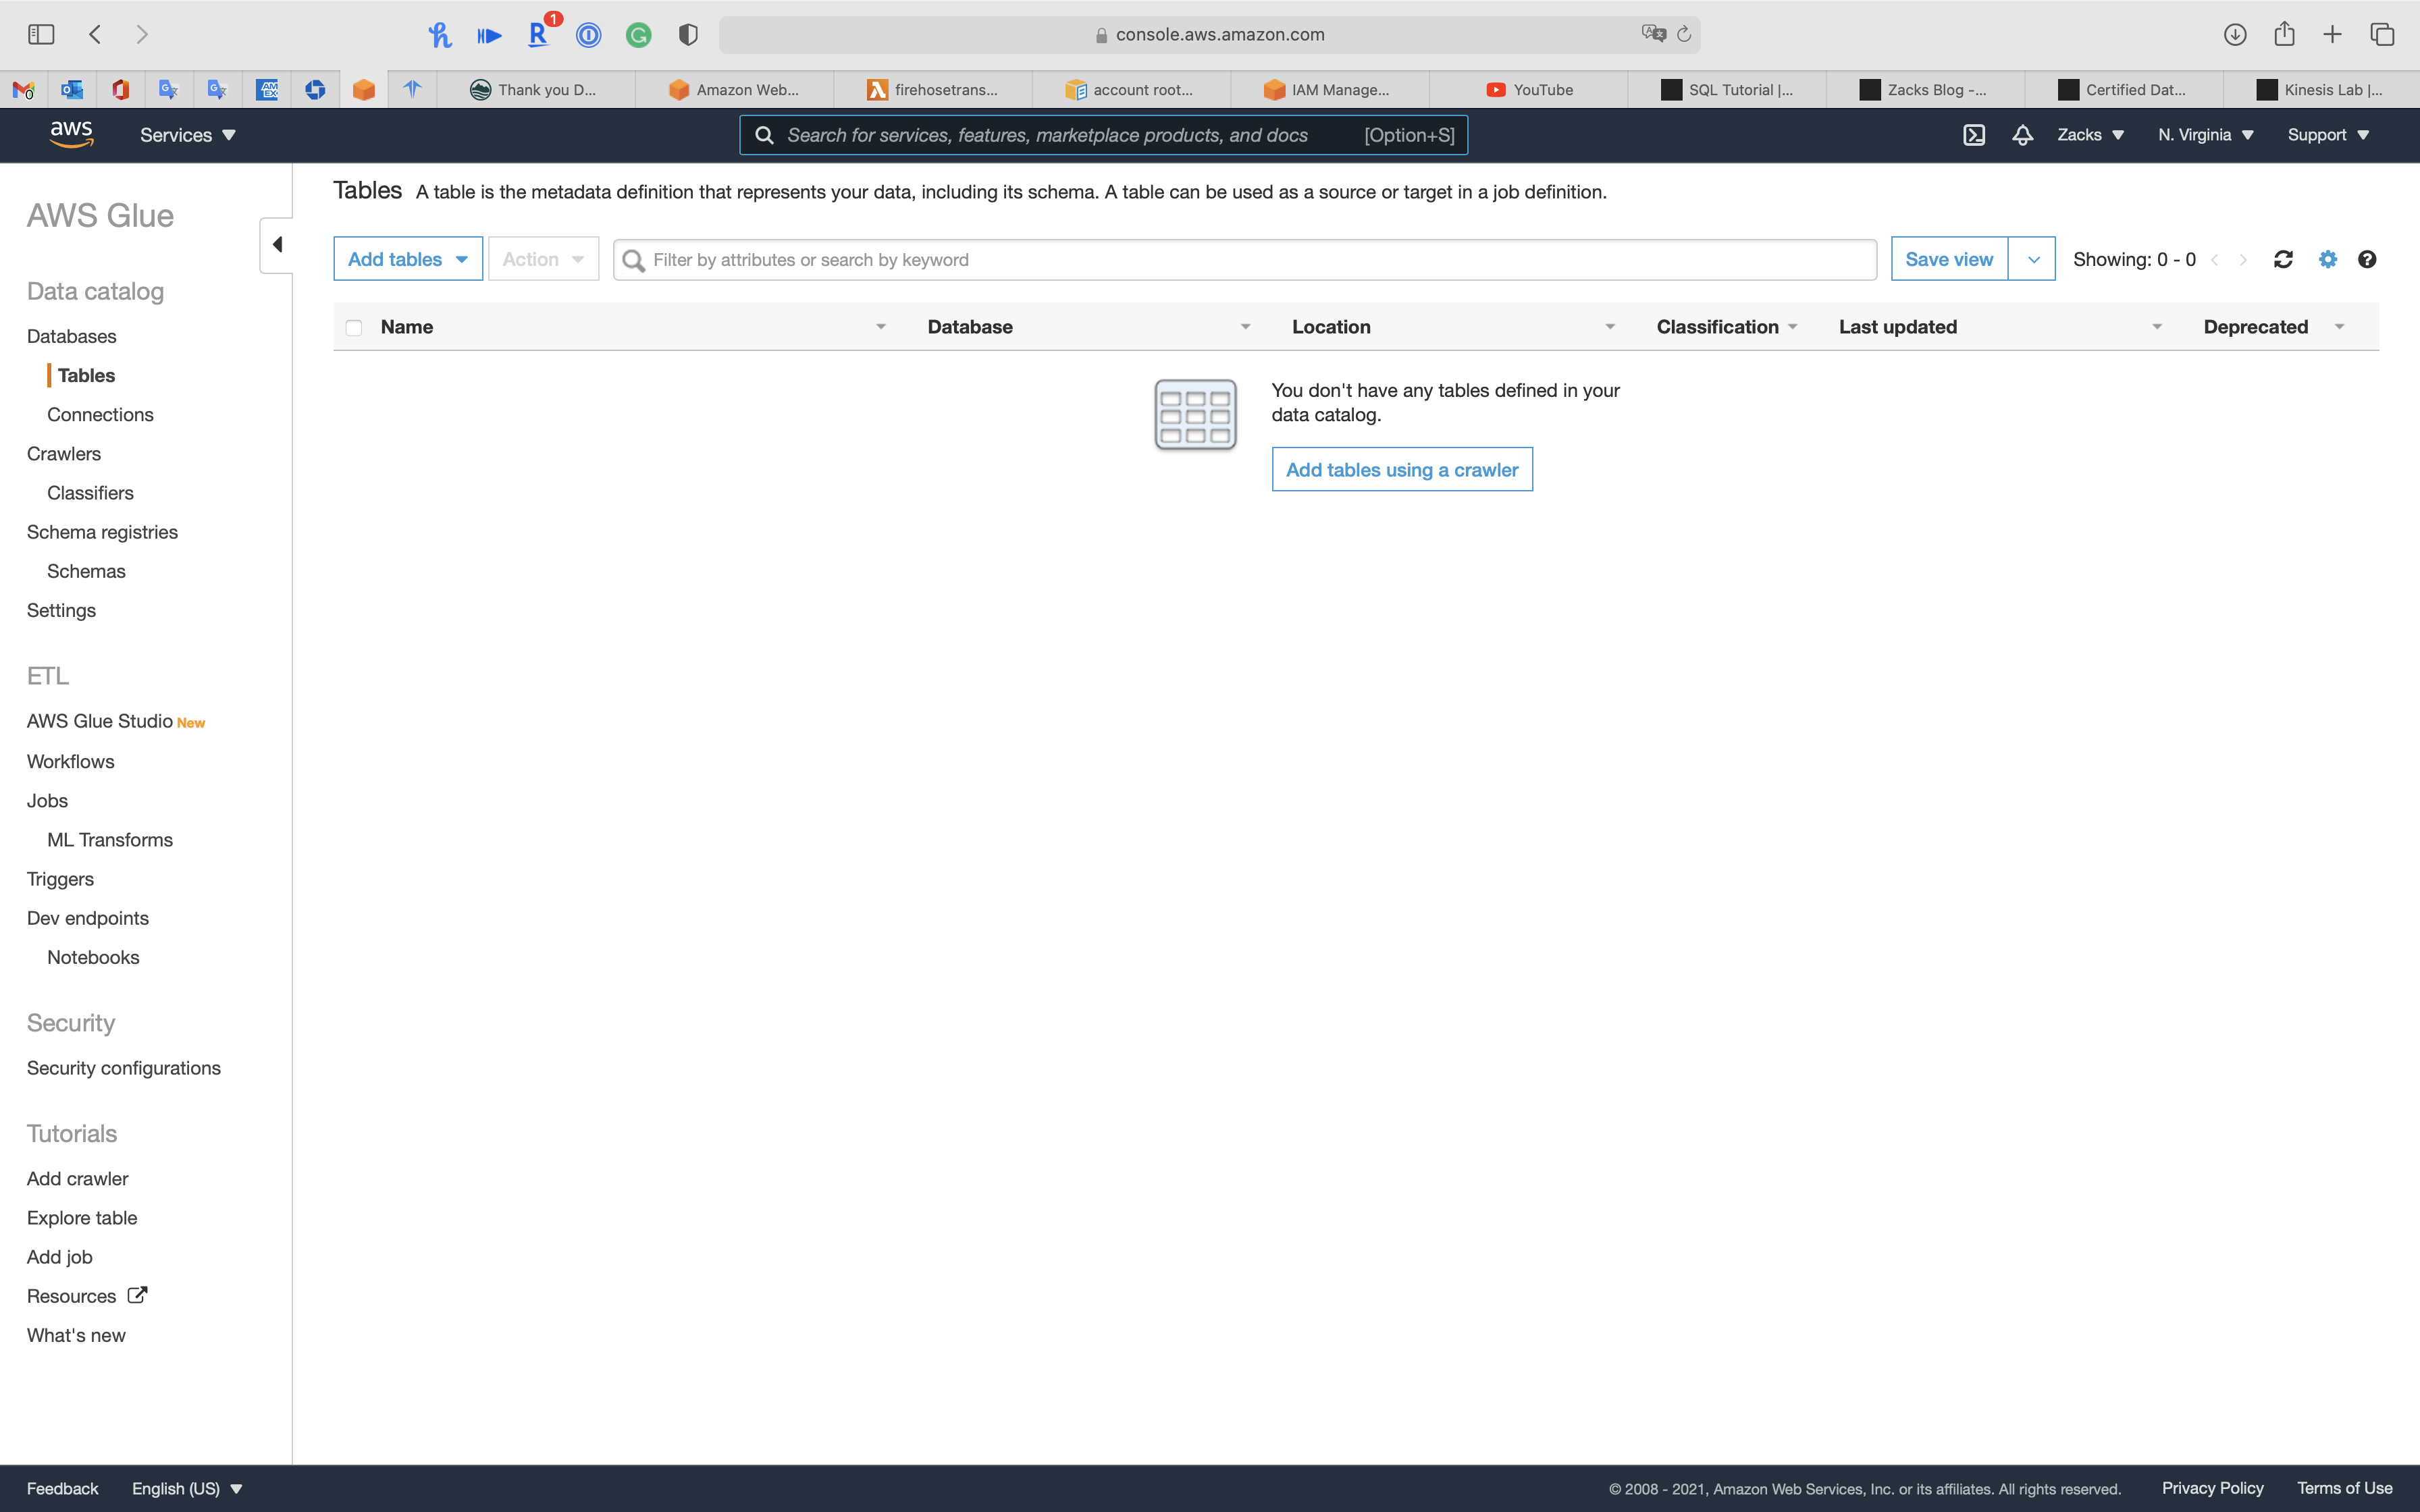 1
console.aws.amazon.com
Thank you D...
Amazon Web...
firehosetrans...
account root...
IAM Manage...
YouTube
SQL Tutorial |...
Zacks Blog -...
Certified Dat...
Kinesis Lab |...
aws
Services
Search for services, features, marketplace products, and docs [Option+S]
Zacks
N. Virginia
Support
AWS Glue
Data catalog
Databases
Tables
Connections
Crawlers
Classifiers
Schema registries
Schemas
Settings
ETL
AWS Glue Studio New
Workflows
Jobs
ML Transforms
Triggers
Dev endpoints
Notebooks
Security
Security configurations
Tutorials
Add crawler
Explore table
Add job
Resources
What's new
Tables A table is the metadata definition that represents your data, including its schema. A table can be used as a source or target in a job definition.
Add tables
Action
Filter by attributes or search by keyword
Save view
Showing: 0 - 0
Name Database Location Classification Last updated Deprecated
You don't have any tables defined in your
data catalog.
Add tables using a crawler
Feedback
English (US)
© 2008 - 2021, Amazon Web Services, Inc. or its affiliates. All rights reserved.
Privacy Policy
Terms of Use